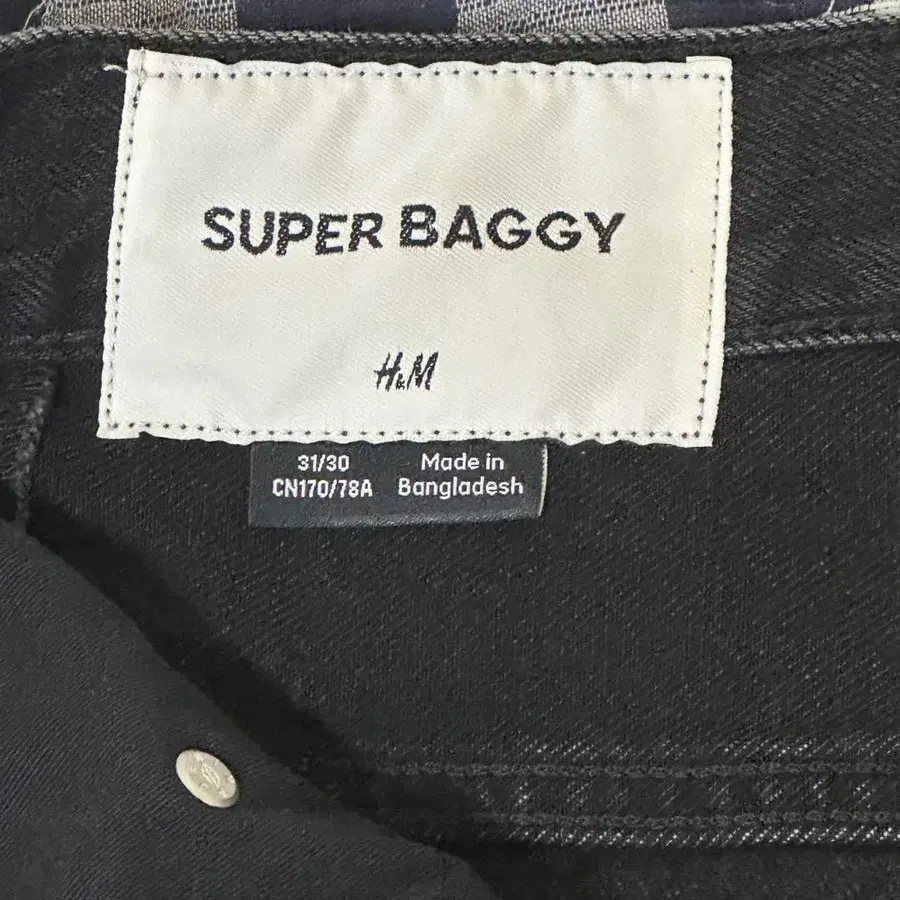 SUPER BAGGY
H&M
31/30 Made in
CN170/78A Bangladesh